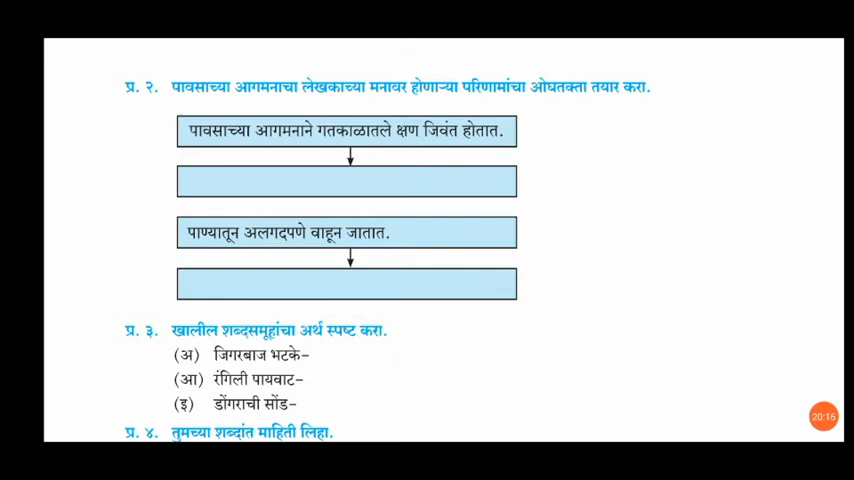 प्र. २. पावसाच्या आगमनाचा लेखकाच्या मनावर होणाऱ्या परिणामांचा ओघतक्ता तयार करा.
पावसाच्या आगमनाने गतकाळातले क्षण जिवंत होतात.
पाण्यातून अलगदपणे वाहून जातात.
प्र. ३. खालील शब्दसमूहांचा अर्थ स्पष्ट करा.
(अ) जिगरबाज भटके-
(आ) रंगिली पायवाट-
(इ) डोंगराची सोंड-
20:16
प्र. ४. तुमच्या शब्दांत माहिती लिहा.